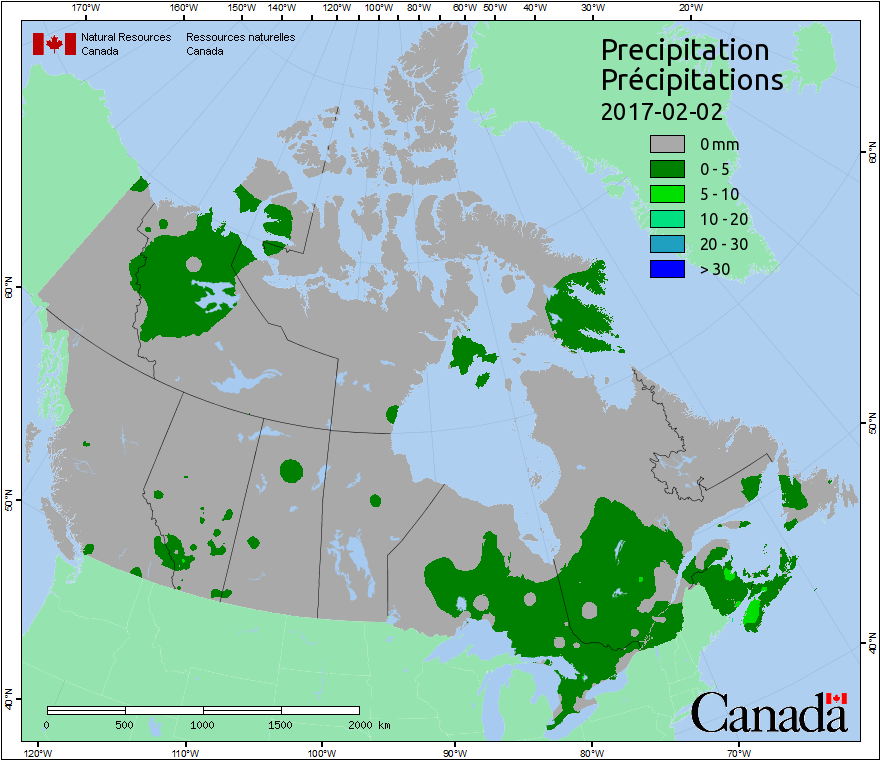 170°W 160°W 150°W 140°W 120°W 100°W 80°W 60°W 50°W 40°W 30°W 20°W
Natural Resources Canada
Ressources naturelles Canada
Precipitation
Précipitations
2017-02-02
0 mm
0 - 5
5 - 10
10 - 20
20 - 30
> 30
60°N
60°N
50°N
50°N
40°N
40°N
0 500 1000 1500 2000 km
Canada
120°W 110°W 100°W 90°W 80°W 70°W